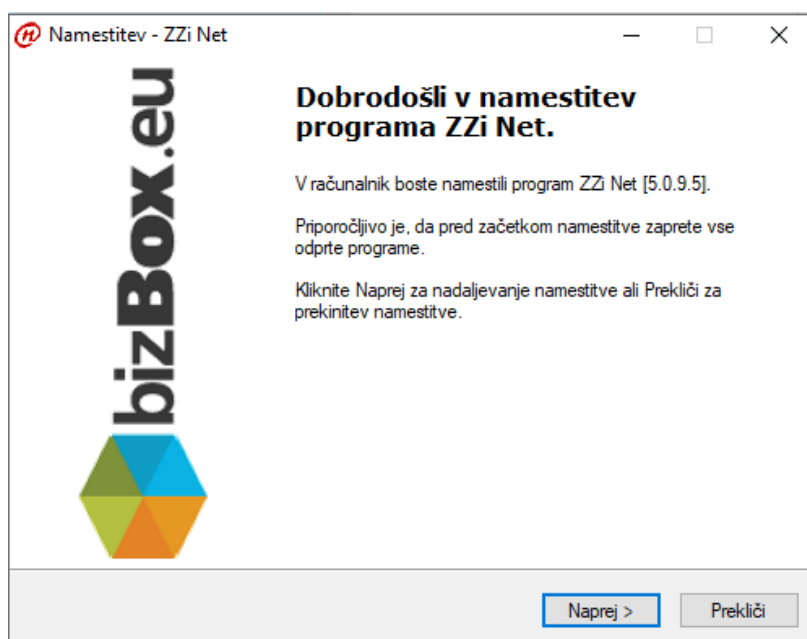 Namestitev - ZZi Net
bizBox.eu
Dobrodošli v namestitev
programa ZZi Net.
V računalnik boste namestili program ZZi Net [5.0.9.5].
Priporočljivo je, da pred začetkom namestitve zaprete vse
odprte programe.
Kliknite Naprej za nadaljevanje namestitve ali Prekliči za
prekinitev namestitve.
Naprej >
Prekliči